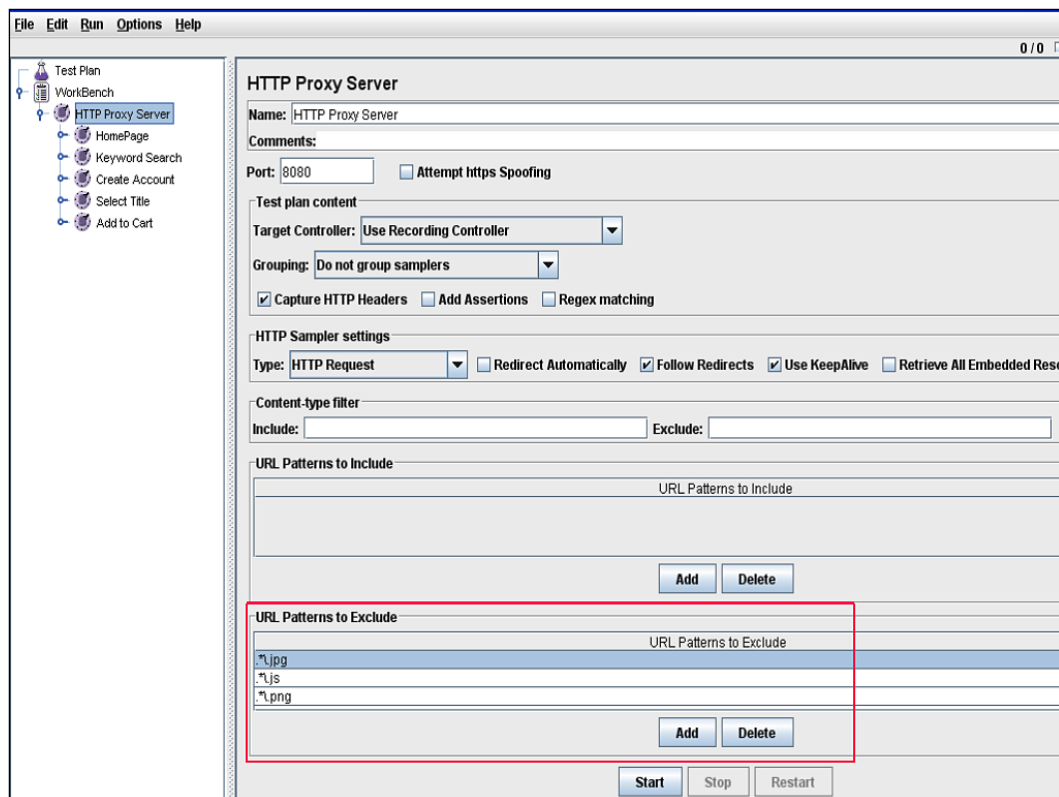 File Edit Run Options Help
0 / 0
Test Plan
WorkBench
HTTP Proxy Server
HomePage
Keyword Search
Create Account
Select Title
Add to Cart
HTTP Proxy Server
Name: HTTP Proxy Server
Comments:
Port: 8080 Attempt https Spoofing
Test plan content
Target Controller: Use Recording Controller
Grouping: Do not group samplers
Capture HTTP Headers Add Assertions Regex matching
HTTP Sampler settings
Type: HTTP Request Redirect Automatically Follow Redirects Use KeepAlive Retrieve All Embedded Reso
Content-type filter
Include: Exclude:
URL Patterns to Include
URL Patterns to Include
Add Delete
URL Patterns to Exclude
URL Patterns to Exclude
.*\.jpg
.*\.js
.*\.png
Add Delete
Start Stop Restart